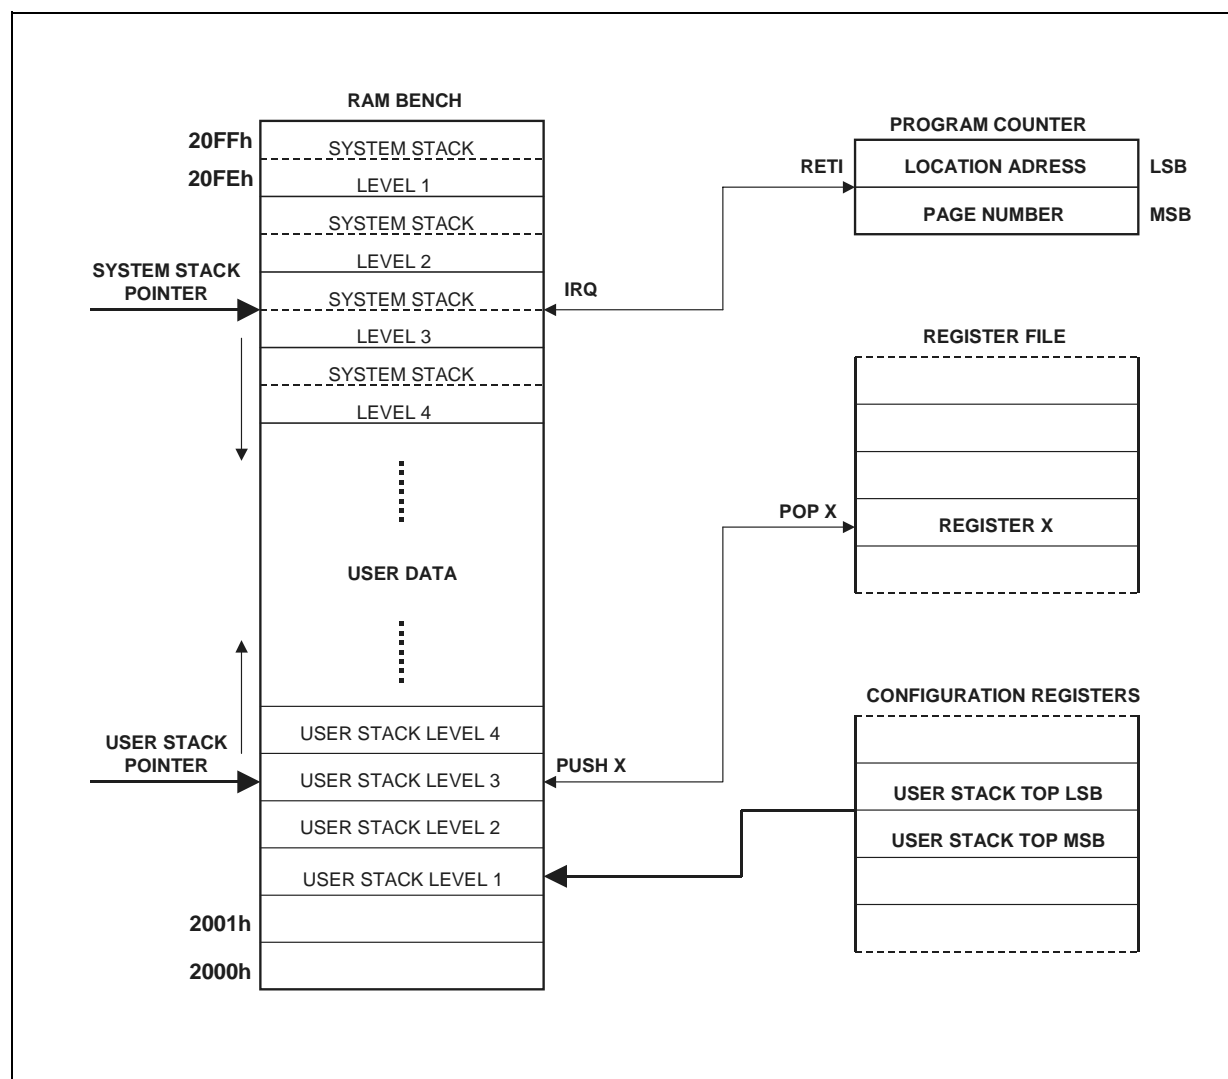 RAM BENCH
20FFh
SYSTEM STACK
20FEh
LEVEL 1
SYSTEM STACK
LEVEL 2
SYSTEM STACK
POINTER
SYSTEM STACK
LEVEL 3
SYSTEM STACK
LEVEL 4
USER DATA
USER STACK LEVEL 4
USER STACK
POINTER
USER STACK LEVEL 3
USER STACK LEVEL 2
USER STACK LEVEL 1
2001h
2000h
PROGRAM COUNTER
RETI
LOCATION ADRESS
LSB
PAGE NUMBER
MSB
IRQ
REGISTER FILE
POP X
REGISTER X
PUSH X
CONFIGURATION REGISTERS
USER STACK TOP LSB
USER STACK TOP MSB